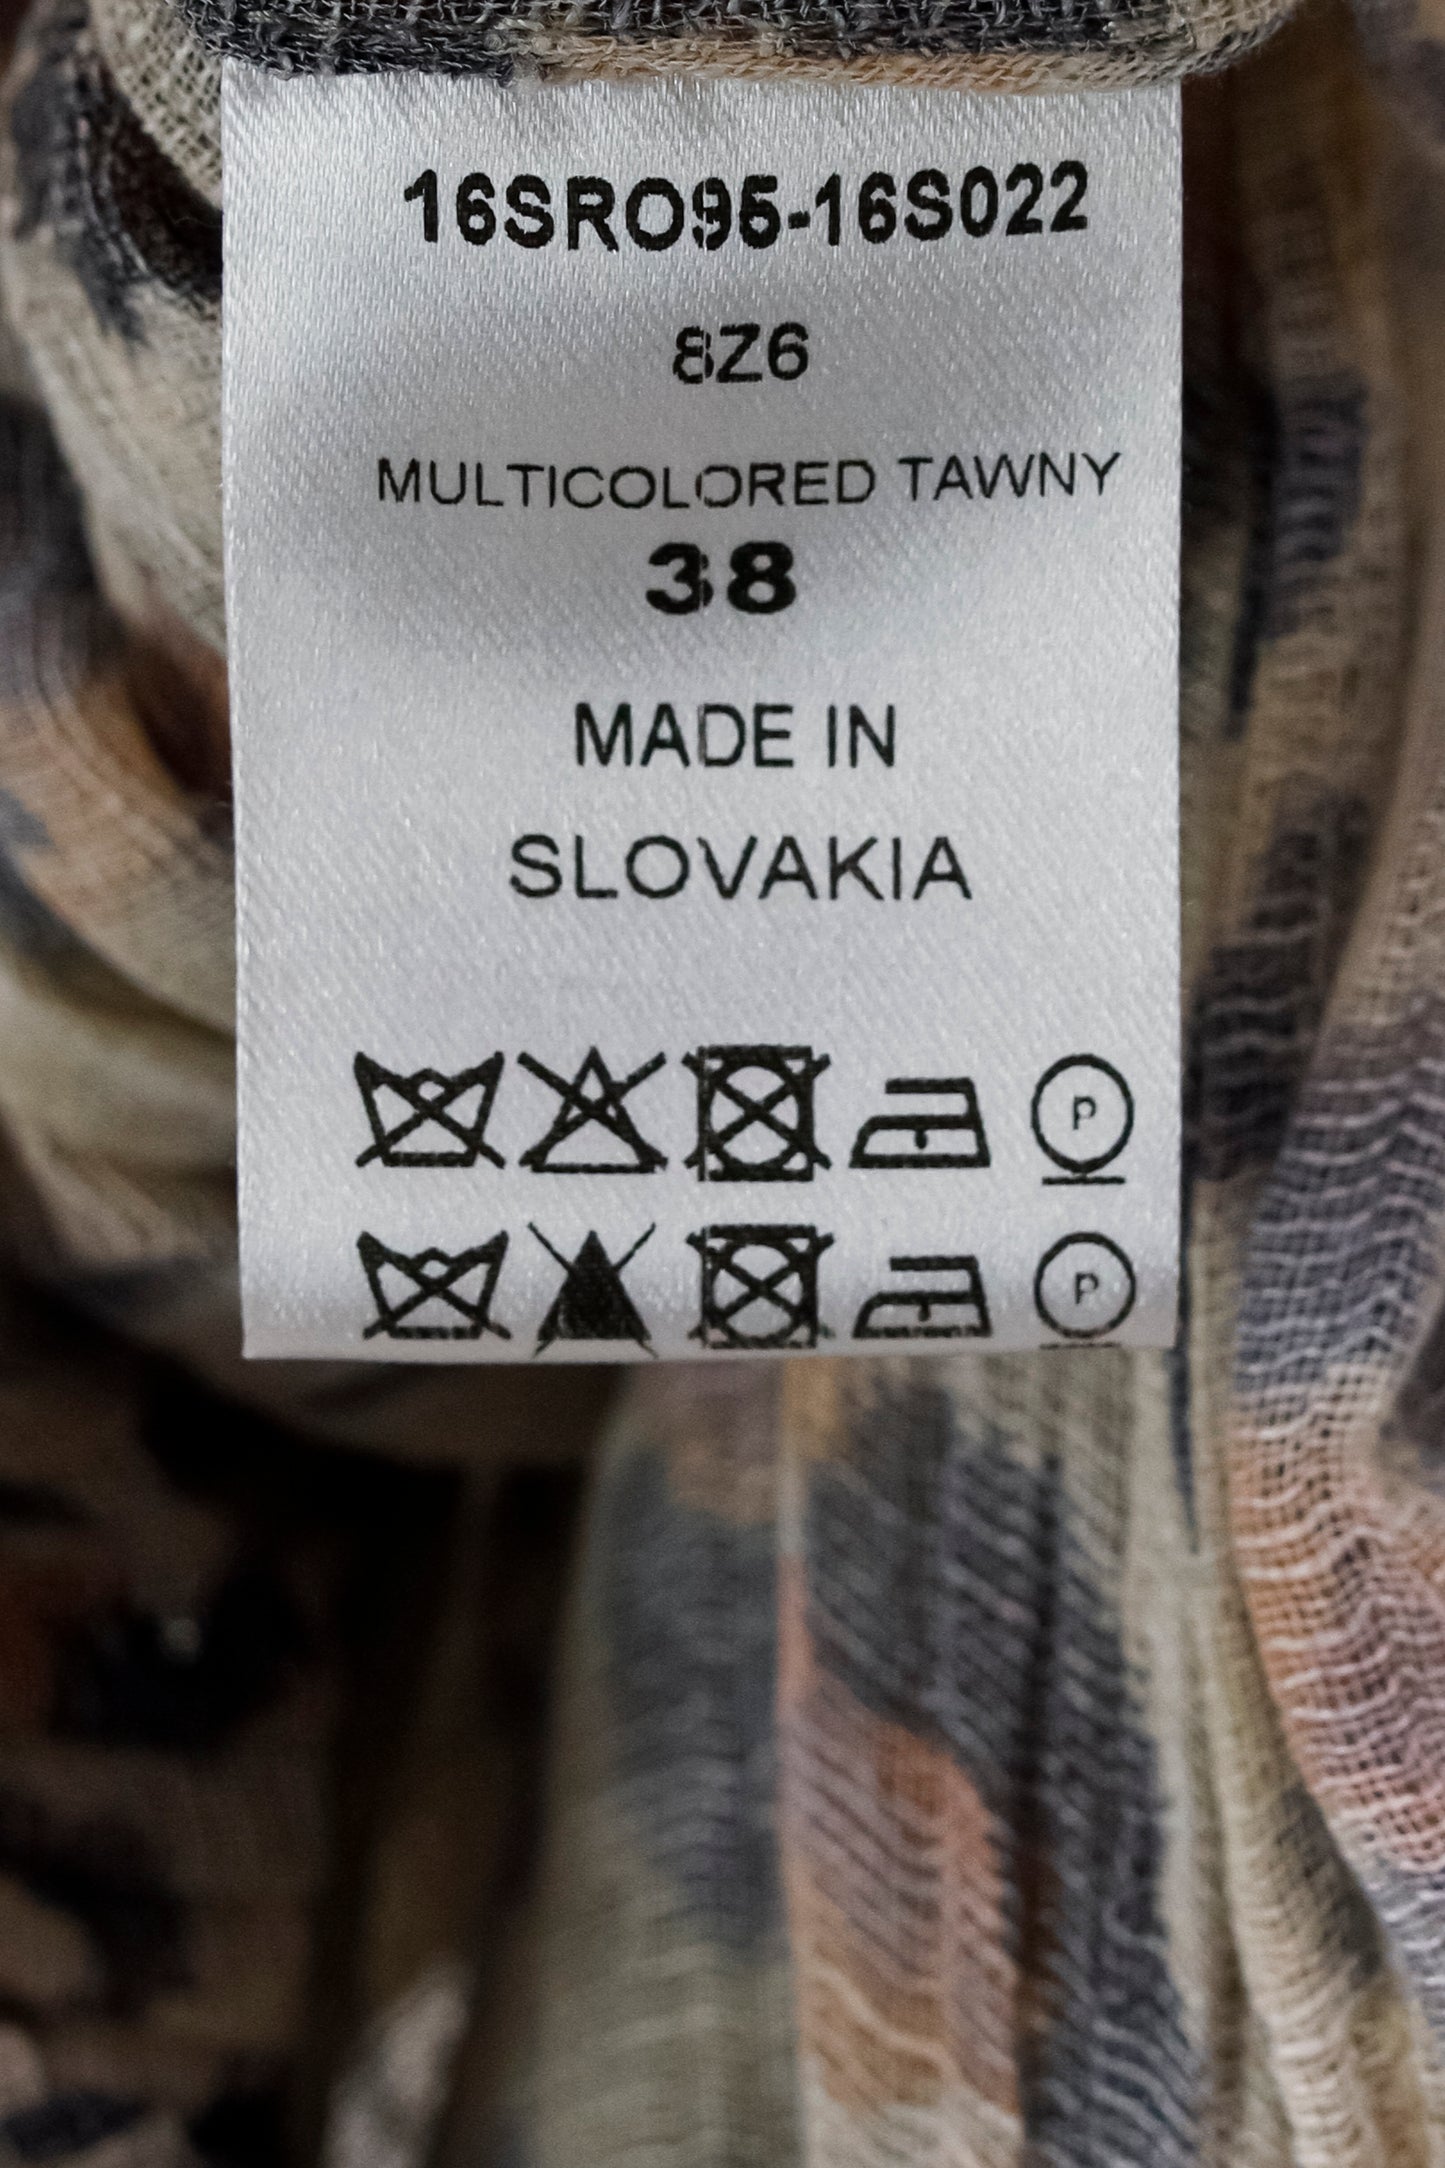 16SRO95-16S022
8Z6
MULTICOLORED TAWNY
38
MADE IN
SLOVAKIA
P
P